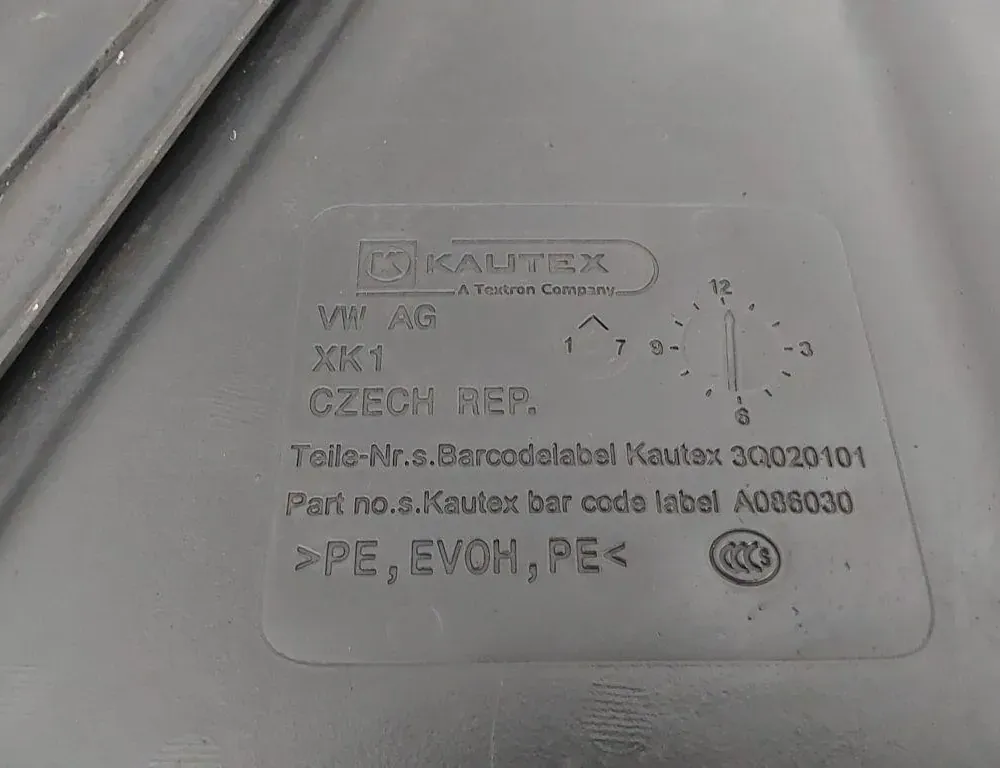 K KAUTEX
A Textron Company
VW AG
XK1
CZECH REP.
1 7
12
9 3
6
Teile-Nr.s.Barcodelabel Kautex 3Q020101
Part no.s.Kautex bar code label A086030
>PE,EVOH,PE<
CCC S